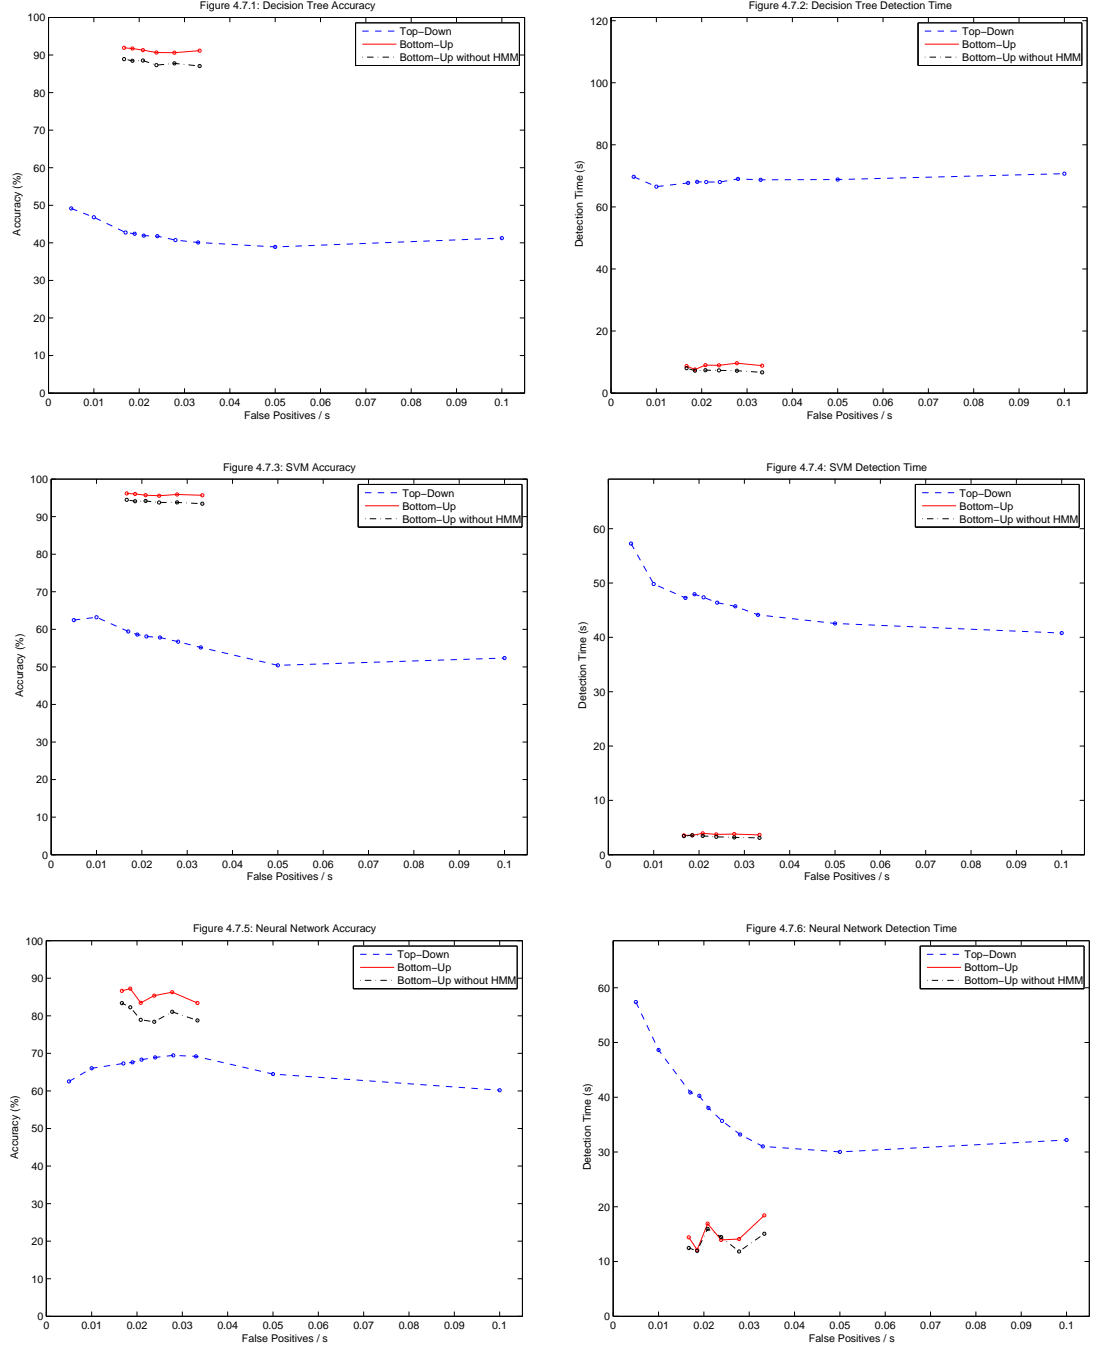 Figure 4.7.1: Decision Tree Accuracy
100
90
80
70
60
50
40
30
20
10
0
Accuracy (%)
Top−Down
Bottom−Up
Bottom−Up without HMM
0 0.01 0.02 0.03 0.04 0.05 0.06 0.07 0.08 0.09 0.1
False Positives / s
Figure 4.7.2: Decision Tree Detection Time
120
100
80
60
40
20
0
Detection Time (s)
Top−Down
Bottom−Up
Bottom−Up without HMM
0 0.01 0.02 0.03 0.04 0.05 0.06 0.07 0.08 0.09 0.1
False Positives / s
Figure 4.7.3: SVM Accuracy
100
90
80
70
60
50
40
30
20
10
0
Accuracy (%)
Top−Down
Bottom−Up
Bottom−Up without HMM
0 0.01 0.02 0.03 0.04 0.05 0.06 0.07 0.08 0.09 0.1
False Positives / s
Figure 4.7.4: SVM Detection Time
60
50
40
30
20
10
0
Detection Time (s)
Top−Down
Bottom−Up
Bottom−Up without HMM
0 0.01 0.02 0.03 0.04 0.05 0.06 0.07 0.08 0.09 0.1
False Positives / s
Figure 4.7.5: Neural Network Accuracy
100
90
80
70
60
50
40
30
20
10
0
Accuracy (%)
Top−Down
Bottom−Up
Bottom−Up without HMM
0 0.01 0.02 0.03 0.04 0.05 0.06 0.07 0.08 0.09 0.1
False Positives / s
Figure 4.7.6: Neural Network Detection Time
60
50
40
30
20
10
0
Detection Time (s)
Top−Down
Bottom−Up
Bottom−Up without HMM
0 0.01 0.02 0.03 0.04 0.05 0.06 0.07 0.08 0.09 0.1
False Positives / s